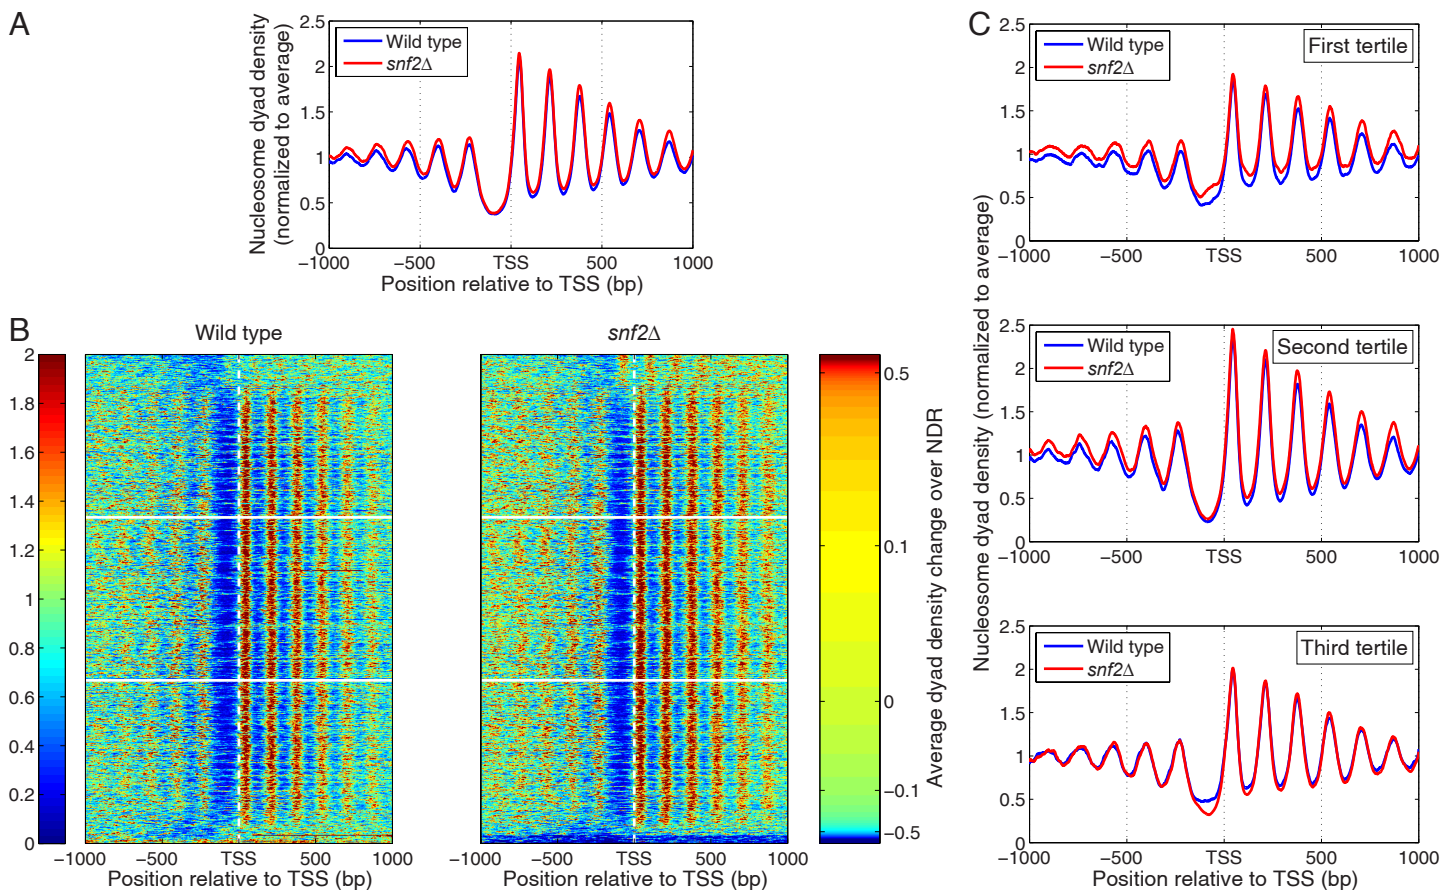 A
Nucleosome dyad density
(normalized to average)
2.5
2
1.5
1
0.5
0
Wild type
snf2Δ
−1000
−500
TSS
500
1000
Position relative to TSS (bp)
B
Wild type
snf2Δ
2
1.8
1.6
1.4
1.2
1
0.8
0.6
0.4
0.2
0
−1000
−500
TSS
500
1000
Position relative to TSS (bp)
−1000
−500
TSS
500
1000
Position relative to TSS (bp)
0.5
0.1
0
−0.1
−0.5
Average dyad density change over NDR
C
Nucleosome dyad density (normalized to average)
2.5
2
1.5
1
0.5
0
Wild type
snf2Δ
First tertile
−1000
−500
TSS
500
1000
2.5
2
1.5
1
0.5
0
Wild type
snf2Δ
Second tertile
−1000
−500
TSS
500
1000
2.5
2
1.5
1
0.5
0
Wild type
snf2Δ
Third tertile
−1000
−500
TSS
500
1000
Position relative to TSS (bp)